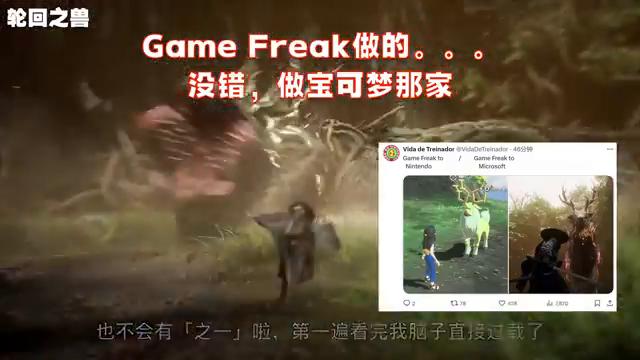 轮回之兽
Game Freak做的。。。
没错，做宝可梦那家
Vida de Treinador @VidaDeTreinador · 46分钟
Game Freak to / Game Freak to
Nintendo Microsoft
2 78 408
也不会有「之一」啦，第一遍看完我脑子直接过载了